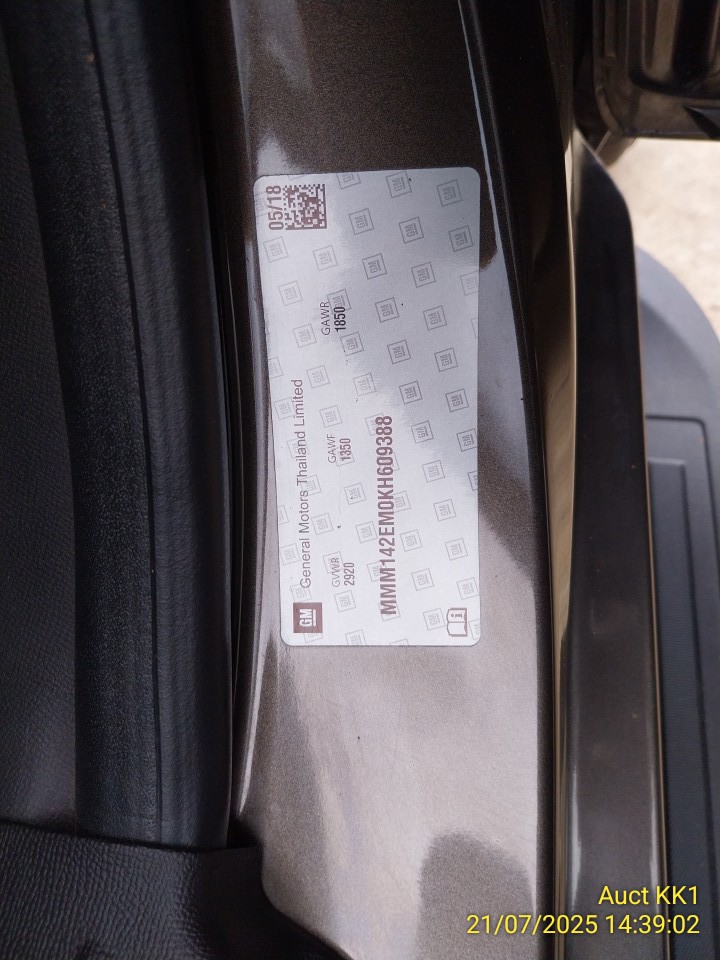 GM General Motors Thailand Limited
05/18
GVWR GAWF GAWR
2920 1350 1850
MMM142EM0KH609388
Auct KK1
21/07/2025 14:39:02